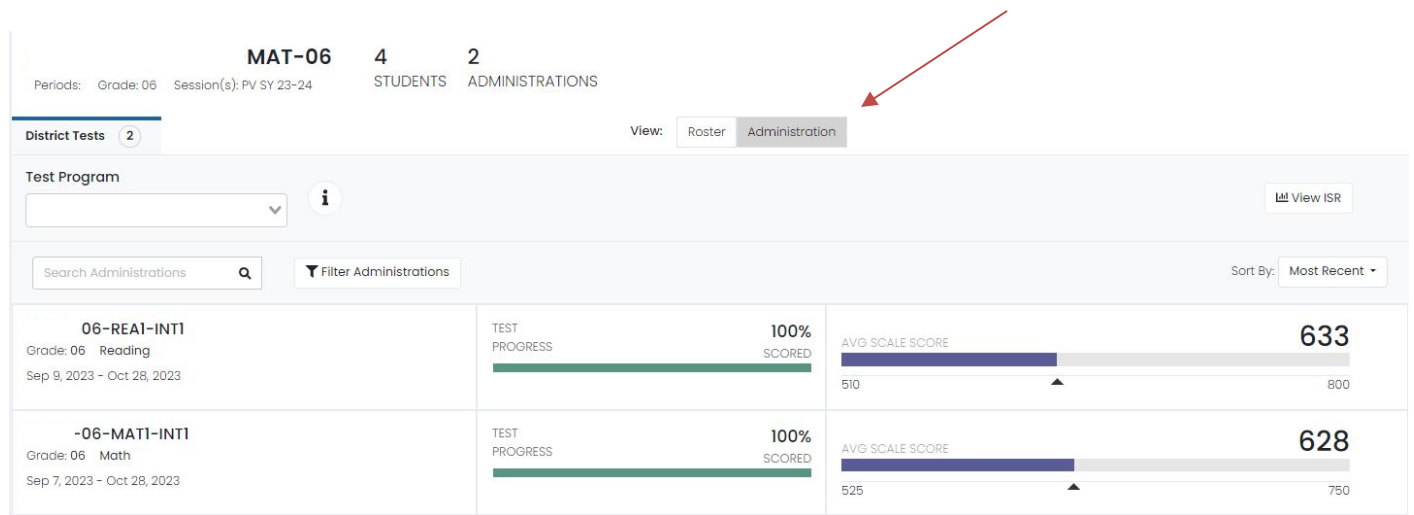 MAT-06 4 2
Periods: Grade: 06 Session(s): PV SY 23-24 STUDENTS ADMINISTRATIONS
District Tests 2 View: Roster Administration
Test Program
i View ISR
Search Administrations Filter Administrations Sort By: Most Recent
06-REA1-INT1 TEST 100% 633
Grade: 06 Reading PROGRESS SCORED AVG SCALE SCORE
Sep 9, 2023 - Oct 28, 2023 510 800
-06-MAT1-INT1 TEST 100% 628
Grade: 06 Math PROGRESS SCORED AVG SCALE SCORE
Sep 7, 2023 - Oct 28, 2023 525 750